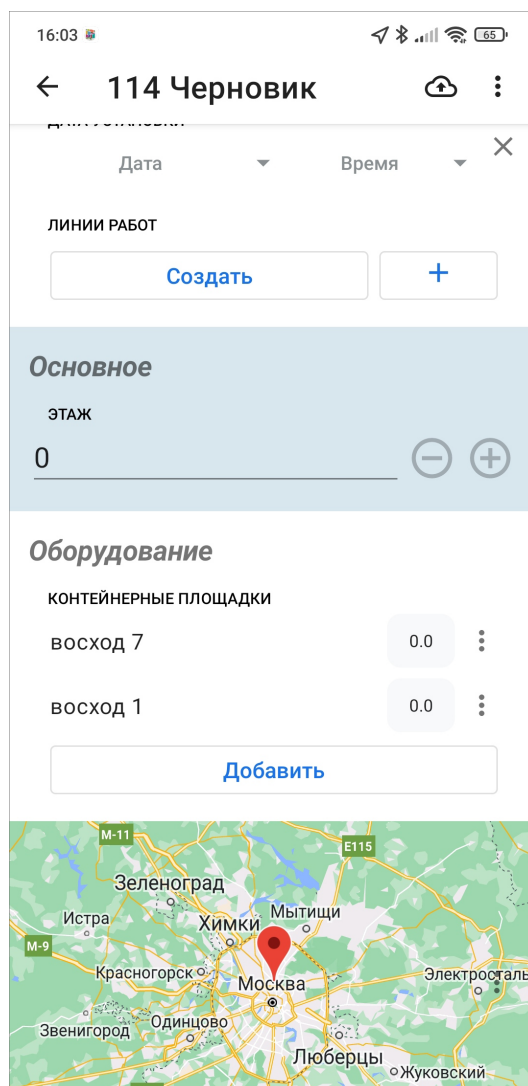 16:03 65
114 Черновик
ДАТА УСТАНОВКИ
Дата Время
ЛИНИИ РАБОТ
Создать +
Основное
ЭТАЖ
0
Оборудование
КОНТЕЙНЕРНЫЕ ПЛОЩАДКИ
восход 7 0.0
восход 1 0.0
Добавить
М-11
E115
Зеленоград
Истра
Химки
Мытищи
М-9
Красногорск
Москва
Электросталь
Звенигород
Одинцово
Люберцы
Жуковский